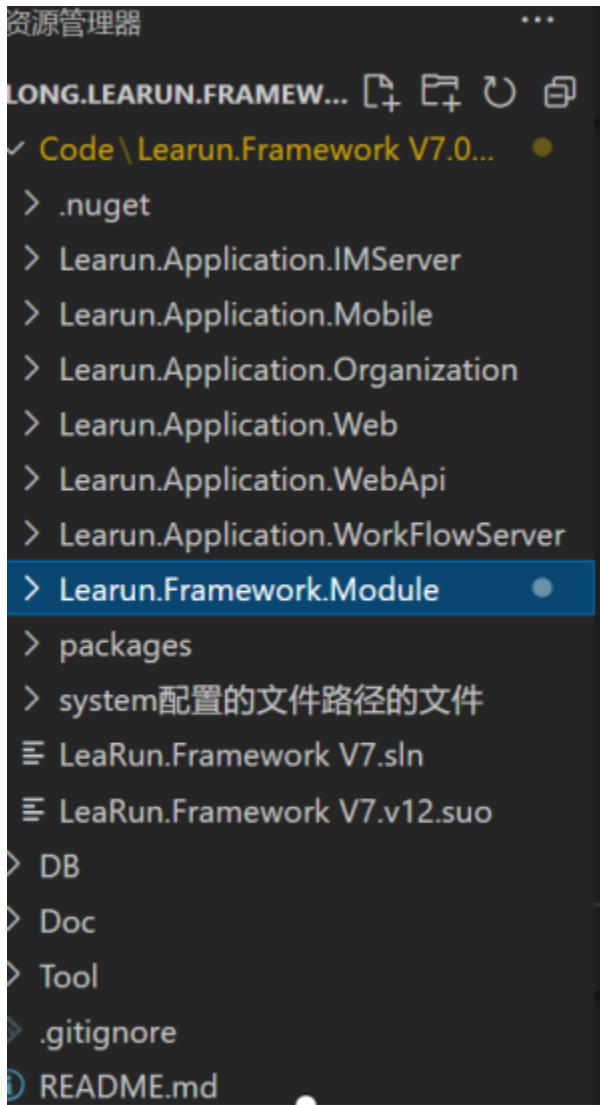 资源管理器
LONG.LEARUN.FRAMEW...
Code\Learun.Framework V7.0...
.nuget
Learun.Application.IMServer
Learun.Application.Mobile
Learun.Application.Organization
Learun.Application.Web
Learun.Application.WebApi
Learun.Application.WorkFlowServer
Learun.Framework.Module
packages
system配置的文件路径的文件
LeaRun.Framework V7.sln
LeaRun.Framework V7.v12.suo
DB
Doc
Tool
.gitignore
README.md